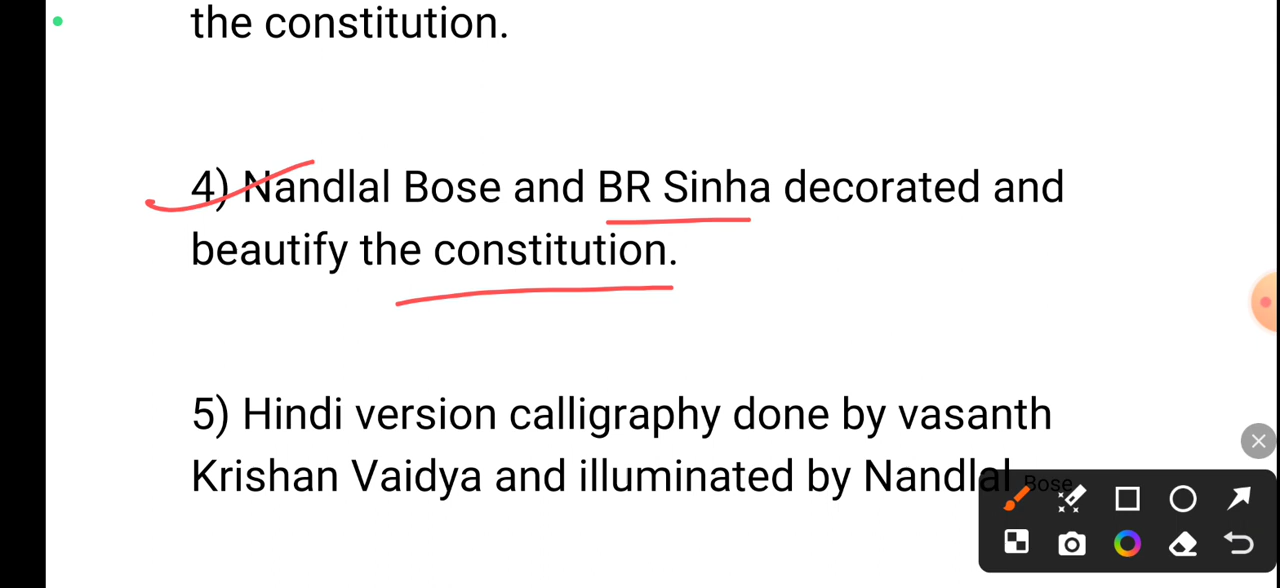 the constitution.
4) Nandlal Bose and BR Sinha decorated and
beautify the constitution.
5) Hindi version calligraphy done by vasanth
Krishan Vaidya and illuminated by Nandlal Bose